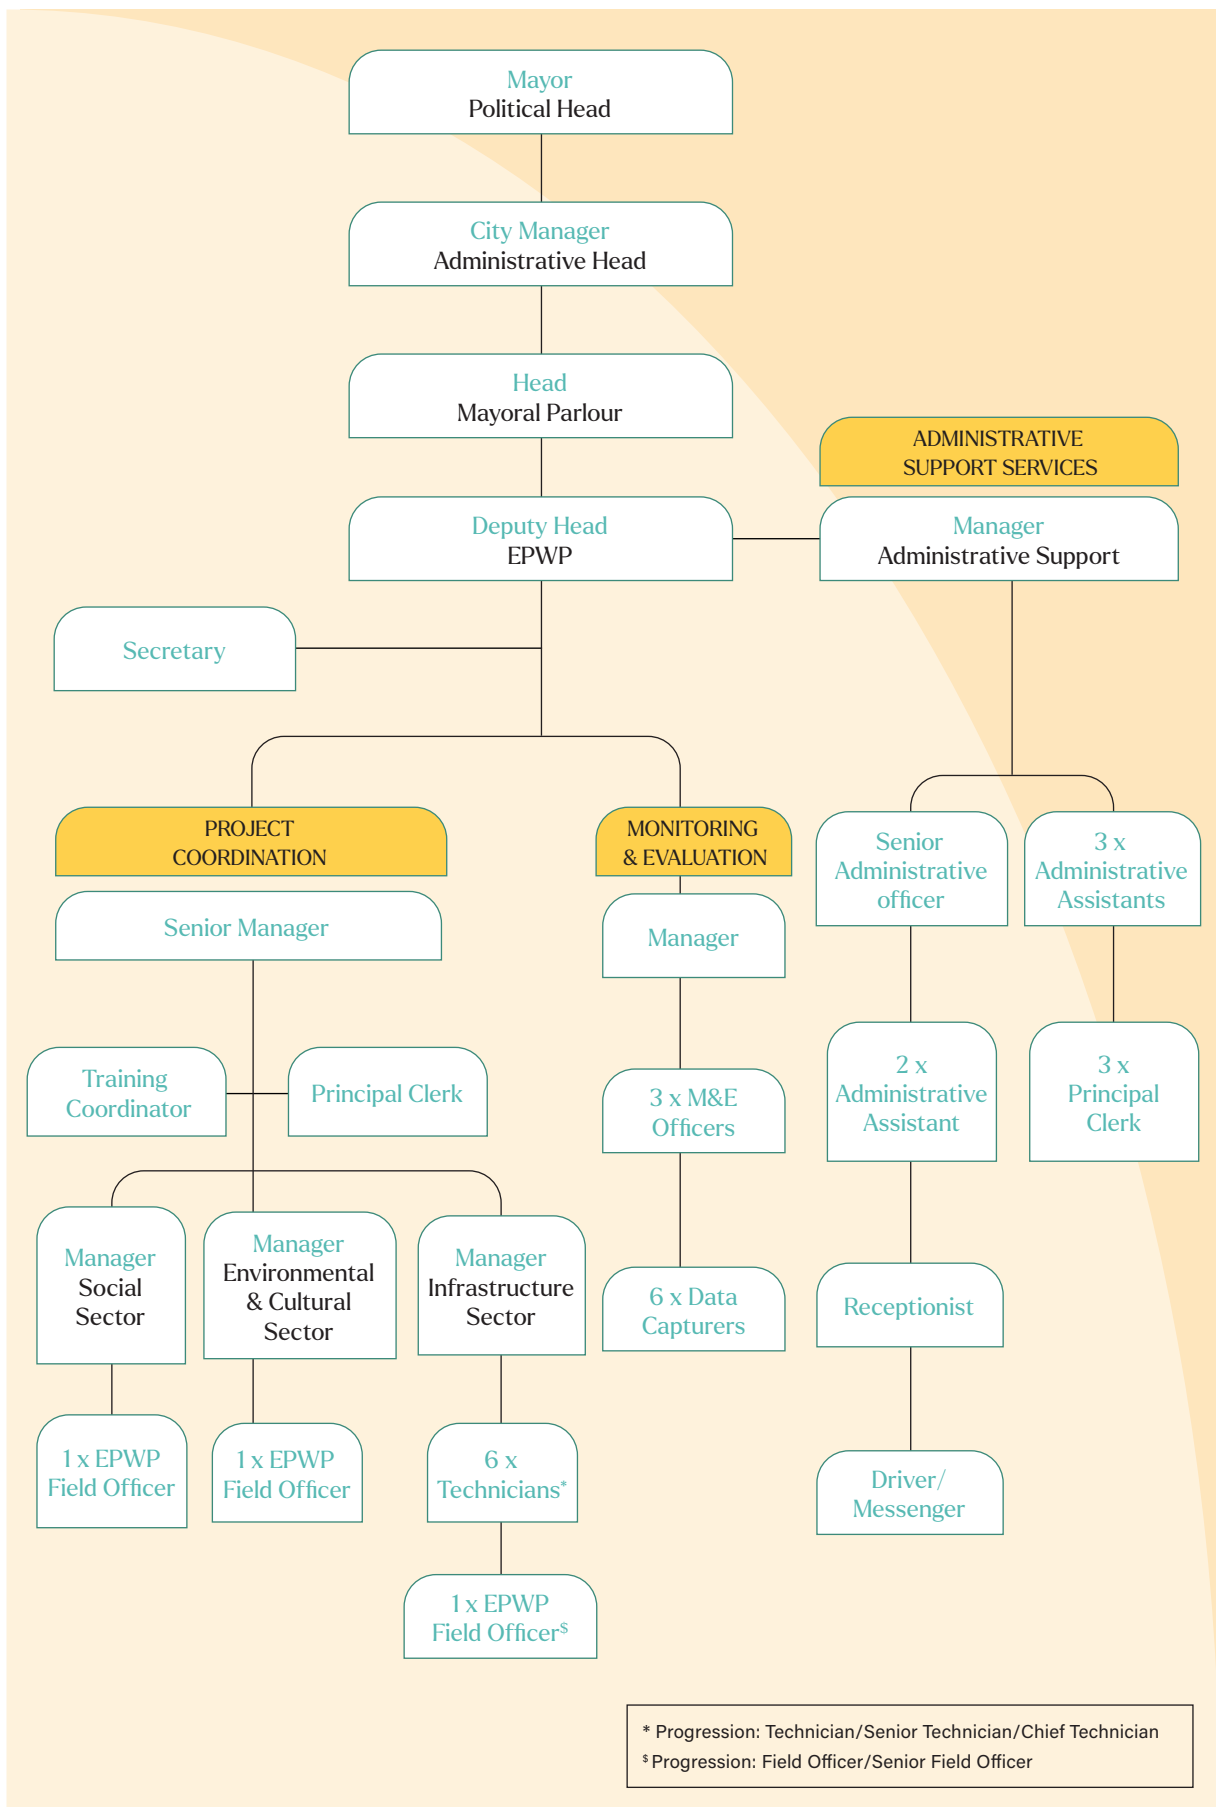 Mayor
Political Head
City Manager
Administrative Head
Head
Mayoral Parlour
ADMINISTRATIVE
SUPPORT SERVICES
Deputy Head
EPWP
Manager
Administrative Support
Secretary
PROJECT
COORDINATION
MONITORING
& EVALUATION
Senior
Administrative
officer
3 x
Administrative
Assistants
Senior Manager
Manager
Training
Coordinator
Principal Clerk
3 x M&E
Officers
2 x
Administrative
Assistant
3 x
Principal
Clerk
Manager
Social
Sector
Manager
Environmental
& Cultural
Sector
Manager
Infrastructure
Sector
6 x Data
Capturers
Receptionist
1 x EPWP
Field Officer
1 x EPWP
Field Officer
6 x
Technicians*
Driver/
Messenger
1 x EPWP
Field Officer$
* Progression: Technician/Senior Technician/Chief Technician
$ Progression: Field Officer/Senior Field Officer